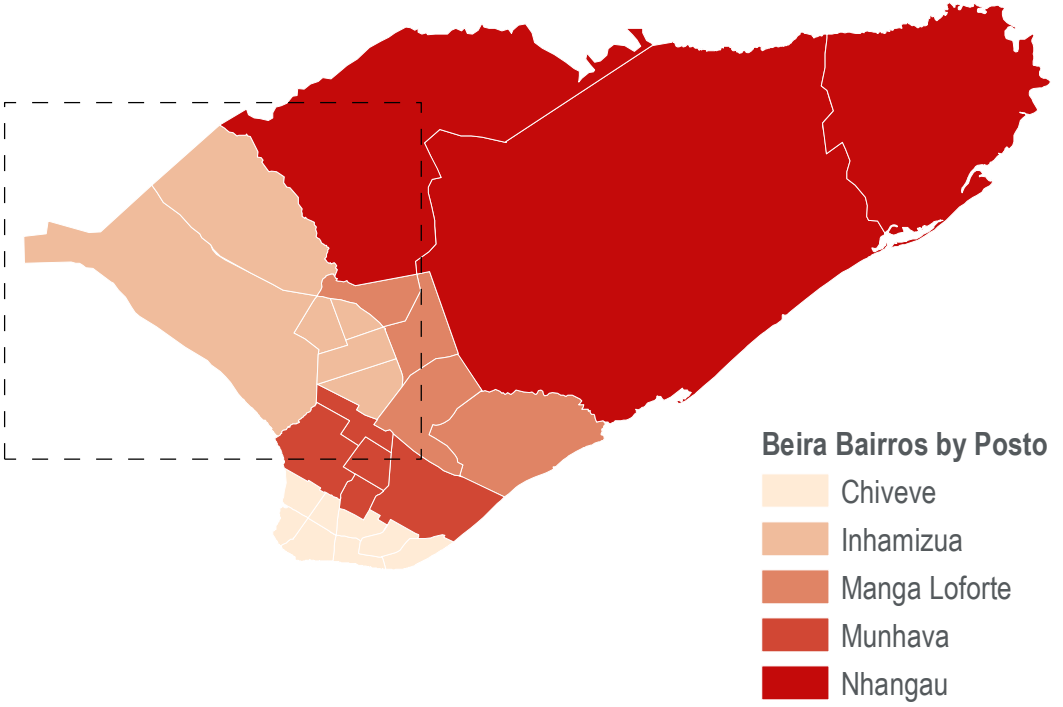 Beira Bairros by Posto
Chiveve
Inhamizua
Manga Loforte
Munhava
Nhangau